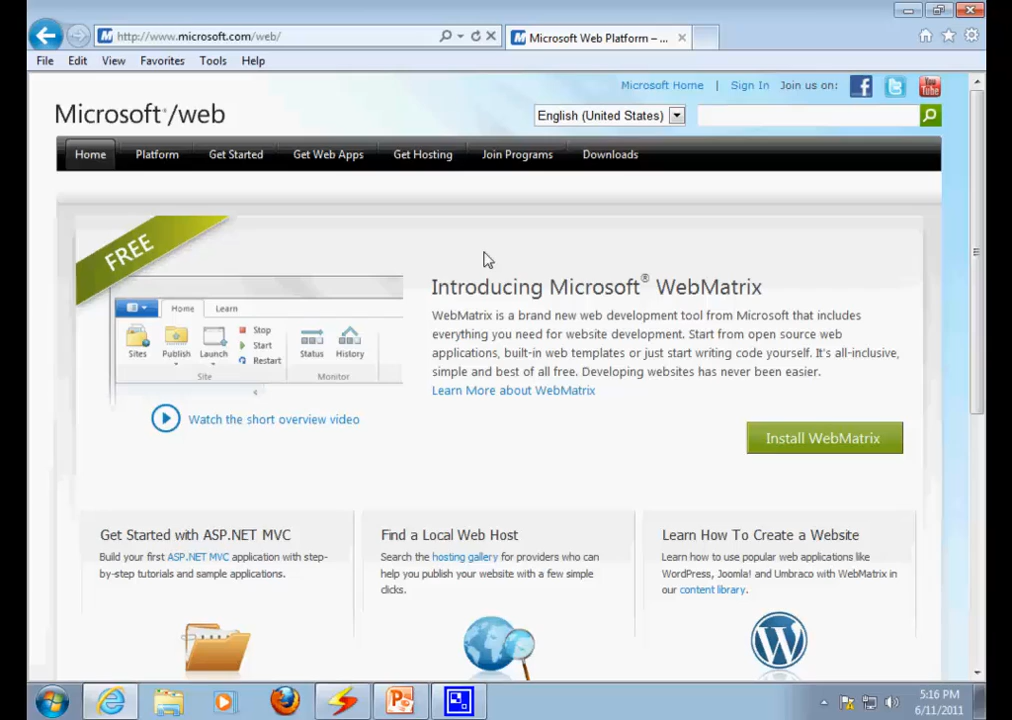 http://www.microsoft.com/web/
Microsoft Web Platform – ...
File Edit View Favorites Tools Help
Microsoft Home | Sign In Join us on:
You Tube
Microsoft /web
English (United States)
Home Platform Get Started Get Web Apps Get Hosting Join Programs Downloads
FREE
Home Learn
Sites Publish Launch
Stop
Start
Restart
Status History
Site Monitor
Watch the short overview video
Introducing Microsoft® WebMatrix
WebMatrix is a brand new web development tool from Microsoft that includes
everything you need for website development. Start from open source web
applications, built-in web templates or just start writing code yourself. It's all-inclusive,
simple and best of all free. Developing websites has never been easier.
Learn More about WebMatrix
Install WebMatrix
Get Started with ASP.NET MVC
Build your first ASP.NET MVC application with step-
by-step tutorials and sample applications.
Find a Local Web Host
Search the hosting gallery for providers who can
help you publish your website with a few simple
clicks.
Learn How To Create a Website
Learn how to use popular web applications like
WordPress, Joomla! and Umbraco with WebMatrix in
our content library.
5:16 PM
6/11/2011